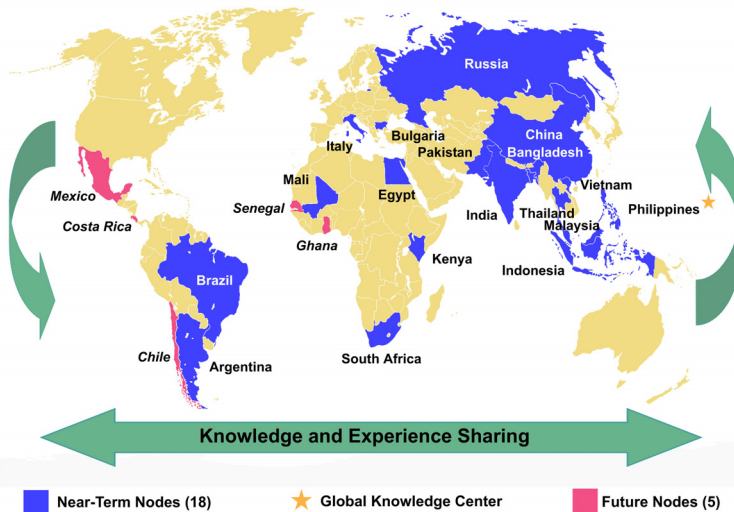 Russia
China
Bangladesh
Bulgaria
Italy
Pakistan
Mali
Egypt
Vietnam
Mexico
Senegal
India
Thailand
Philippines
Costa Rica
Malaysia
Ghana
Kenya
Indonesia
Brazil
Chile
Argentina
South Africa
Knowledge and Experience Sharing
Near-Term Nodes (18)
Global Knowledge Center
Future Nodes (5)